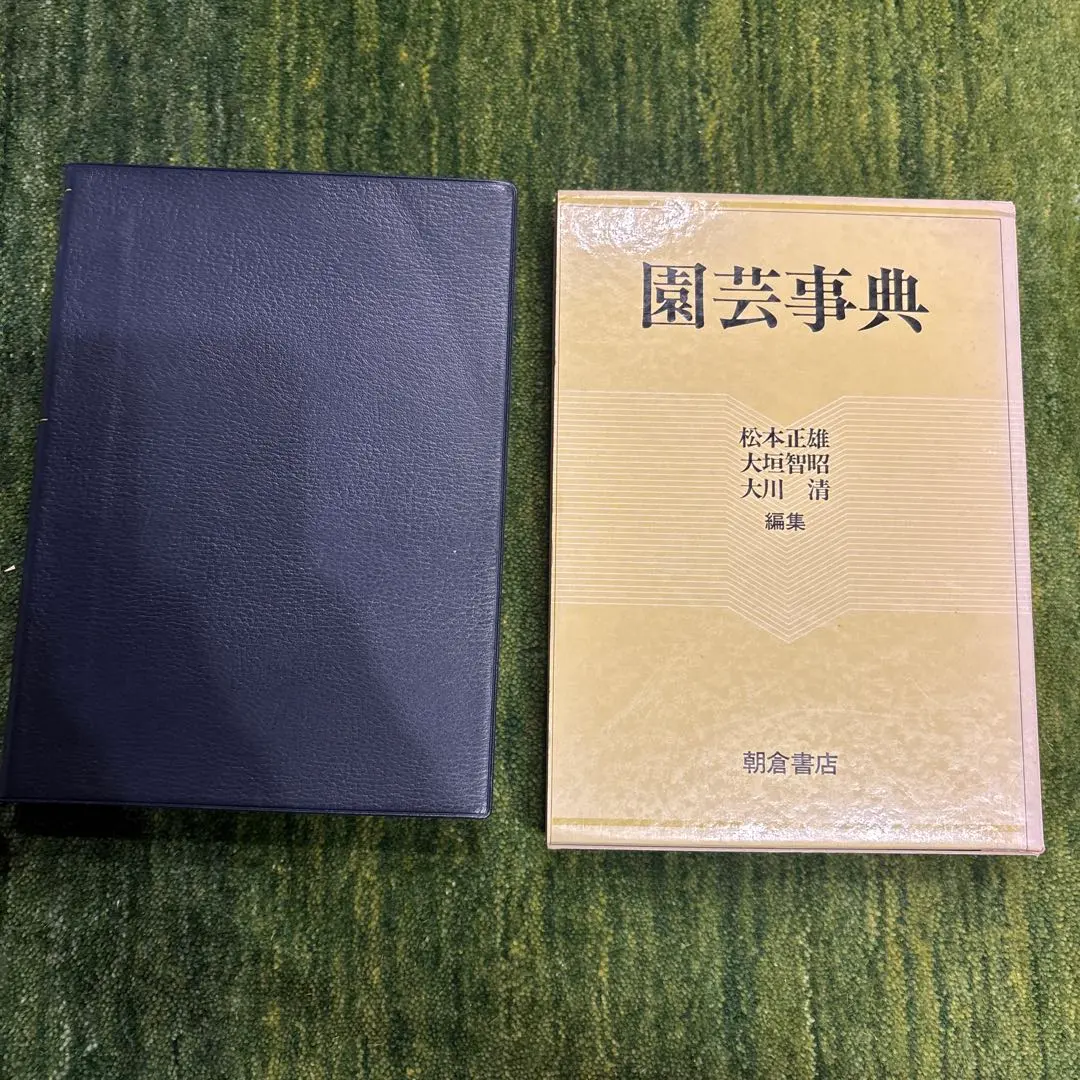 園芸事典
松本正雄
大垣智昭
大川 清
編集
朝倉書店